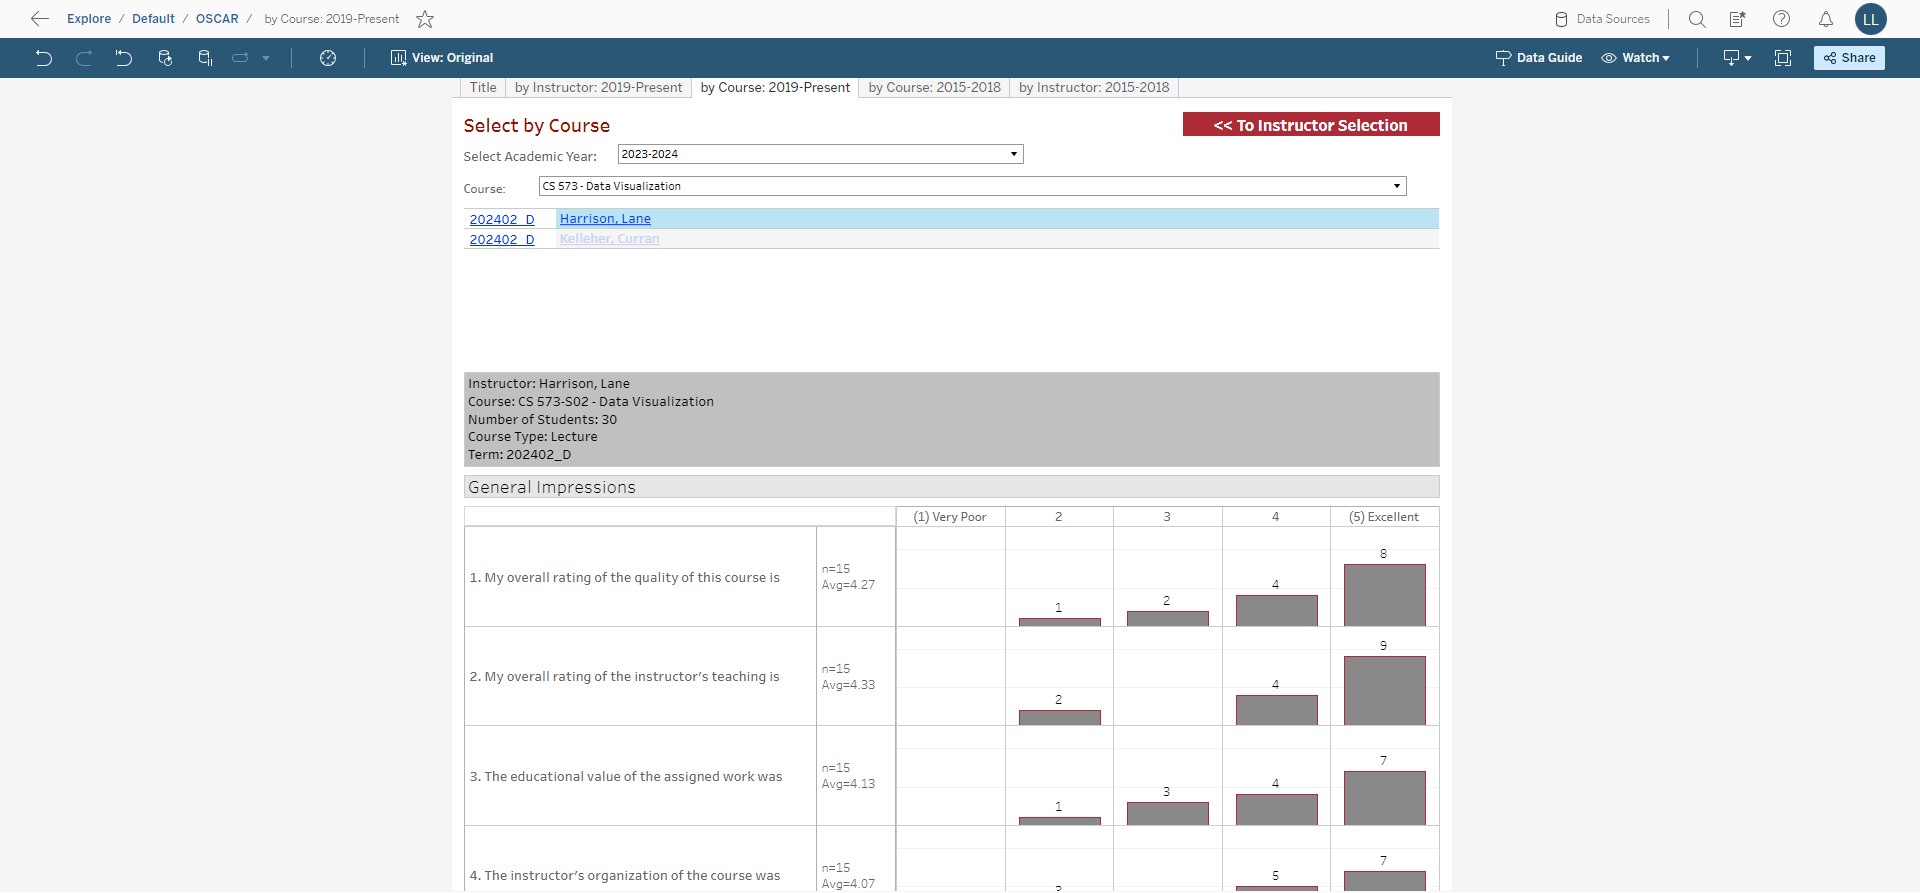 Explore / Default / OSCAR / by Course: 2019-Present
Data Sources
LL
View: Original
Data Guide
Watch
Share
Title
by Instructor: 2019-Present
by Course: 2019-Present
by Course: 2015-2018
by Instructor: 2015-2018
Select by Course
<< To Instructor Selection
Select Academic Year:
2023-2024
Course:
CS 573 - Data Visualization
202402_D Harrison, Lane
202402_D Kelleher, Curran
Instructor: Harrison, Lane
Course: CS 573-S02 - Data Visualization
Number of Students: 30
Course Type: Lecture
Term: 202402_D
General Impressions
(1) Very Poor 2 3 4 (5) Excellent
1. My overall rating of the quality of this course is
n=15
Avg=4.27
1 2 4 8
2. My overall rating of the instructor's teaching is
n=15
Avg=4.33
2 4 9
3. The educational value of the assigned work was
n=15
Avg=4.13
1 3 4 7
4. The instructor's organization of the course was
n=15
Avg=4.07
5 7